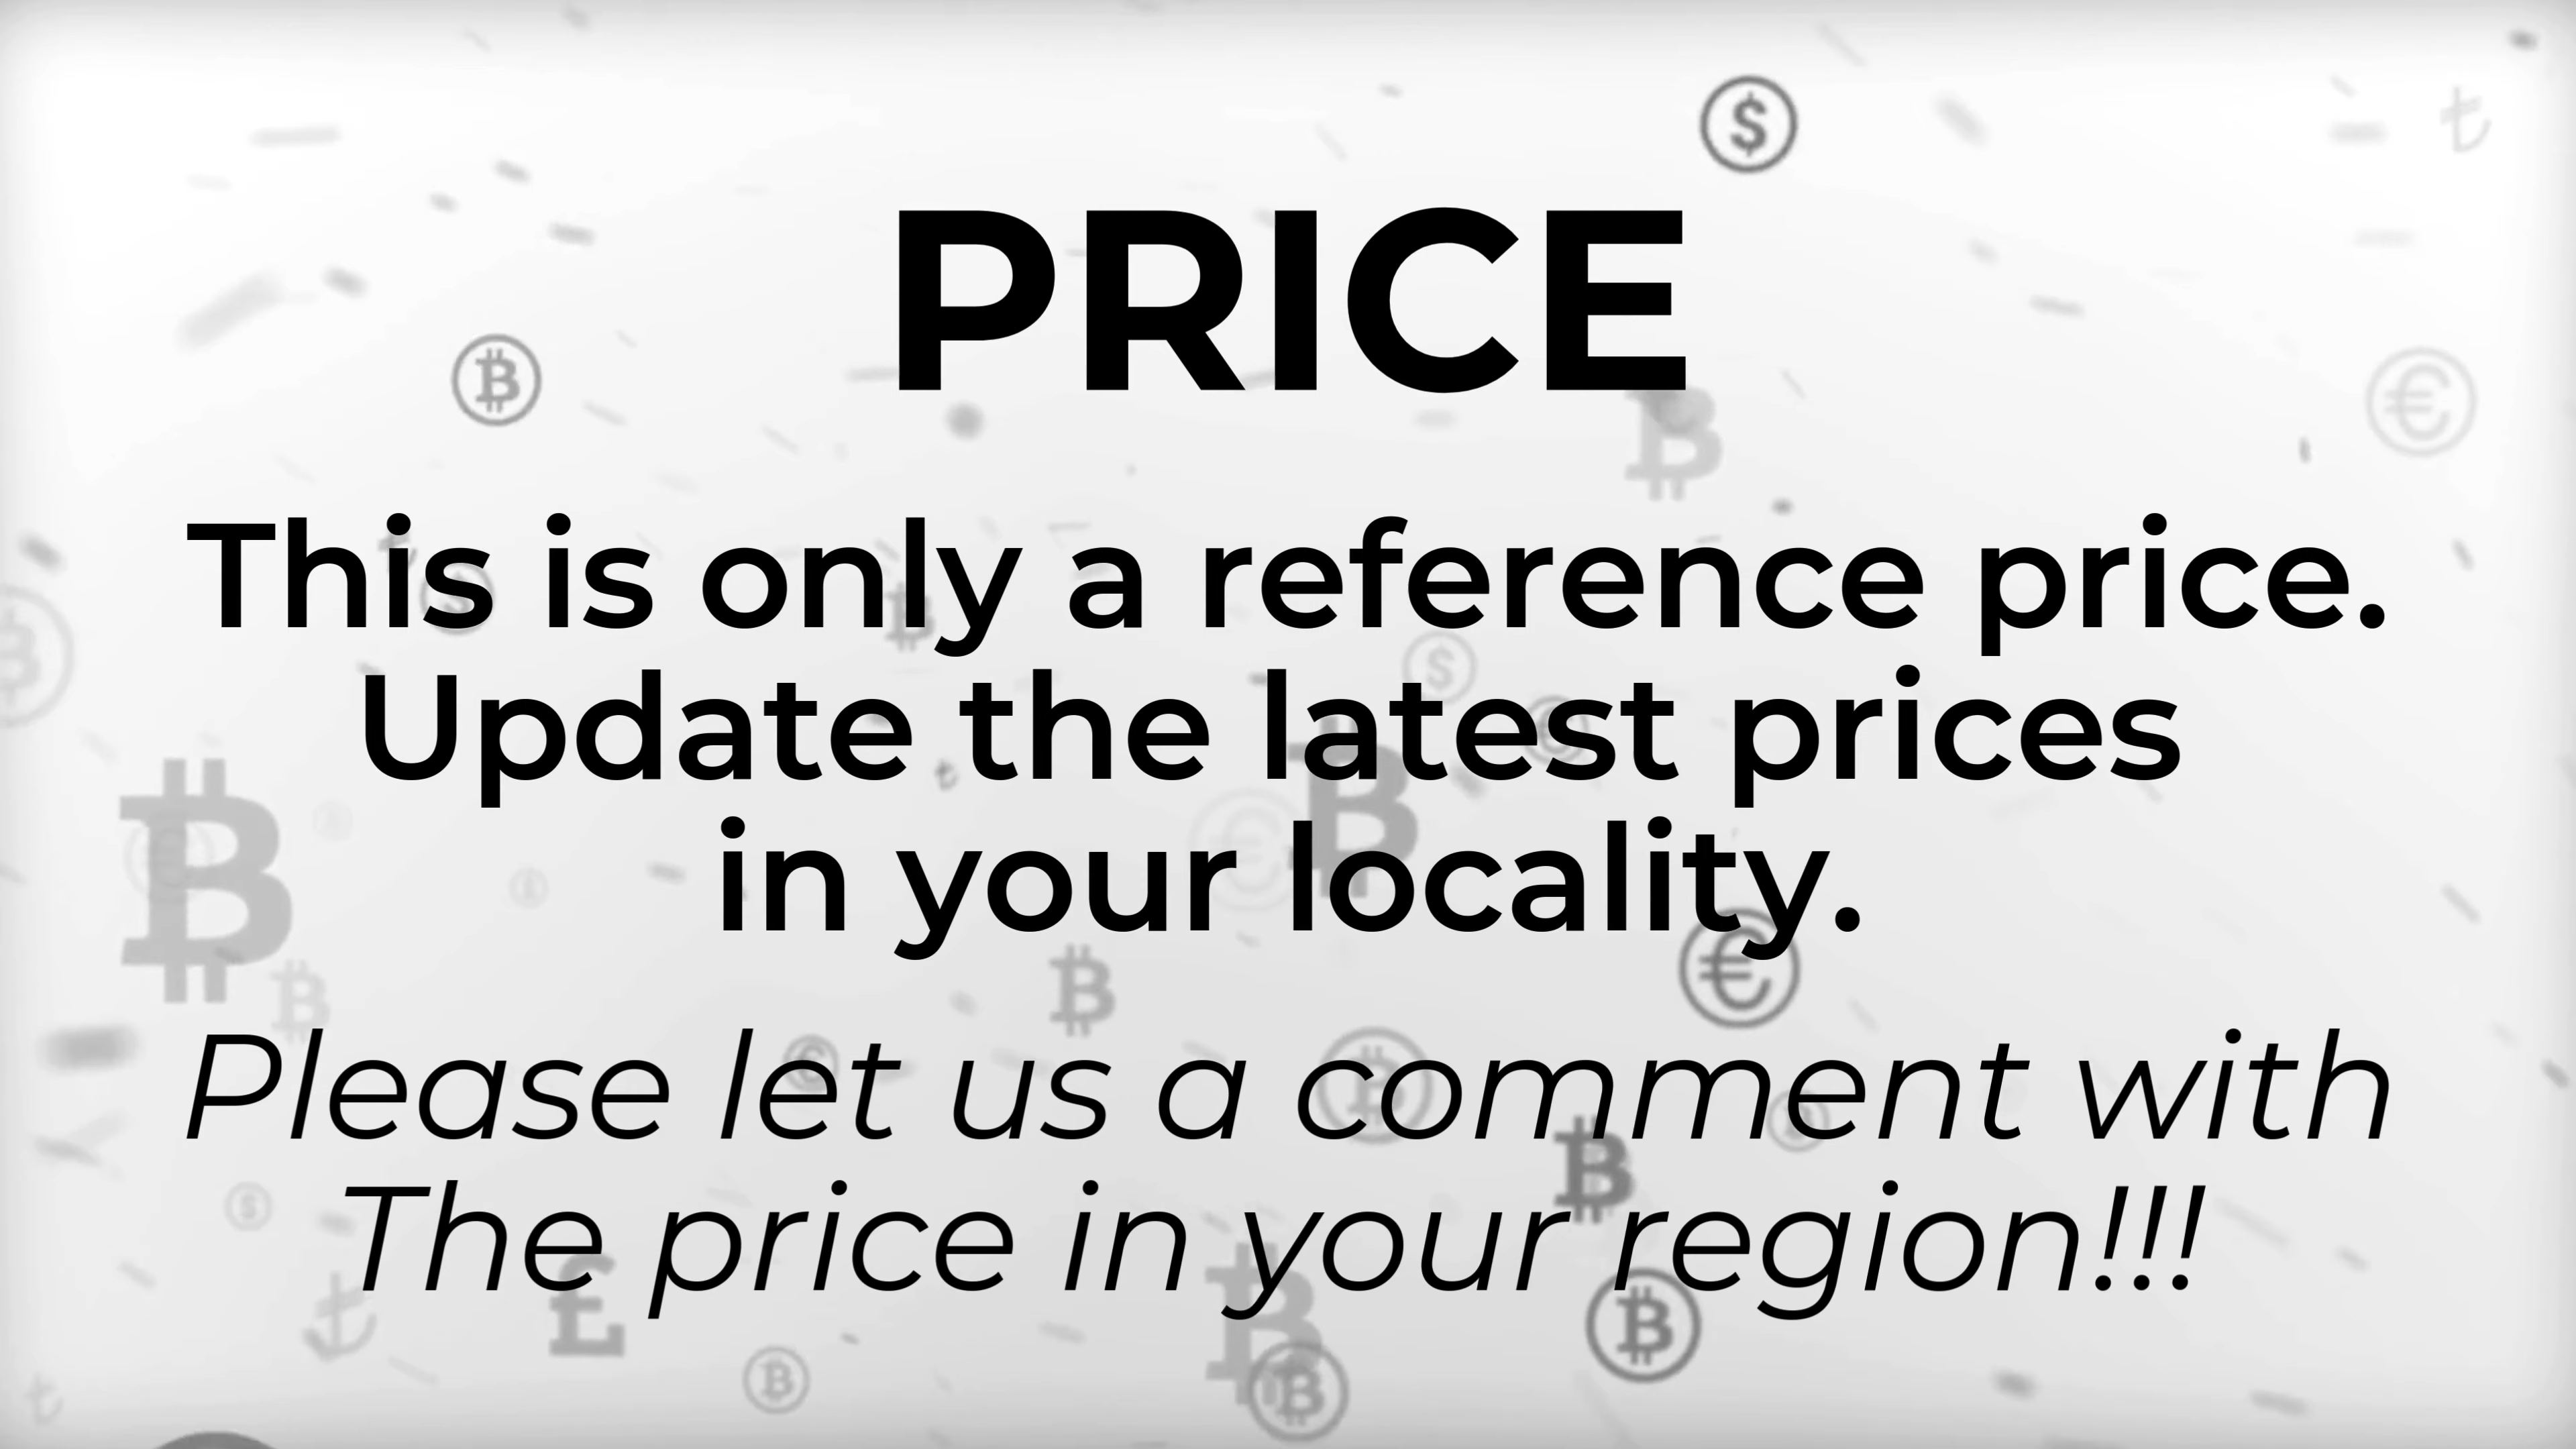 PRICE
This is only a reference price.
Update the latest prices
in your locality.
Please let us a comment with
The price in your region!!!